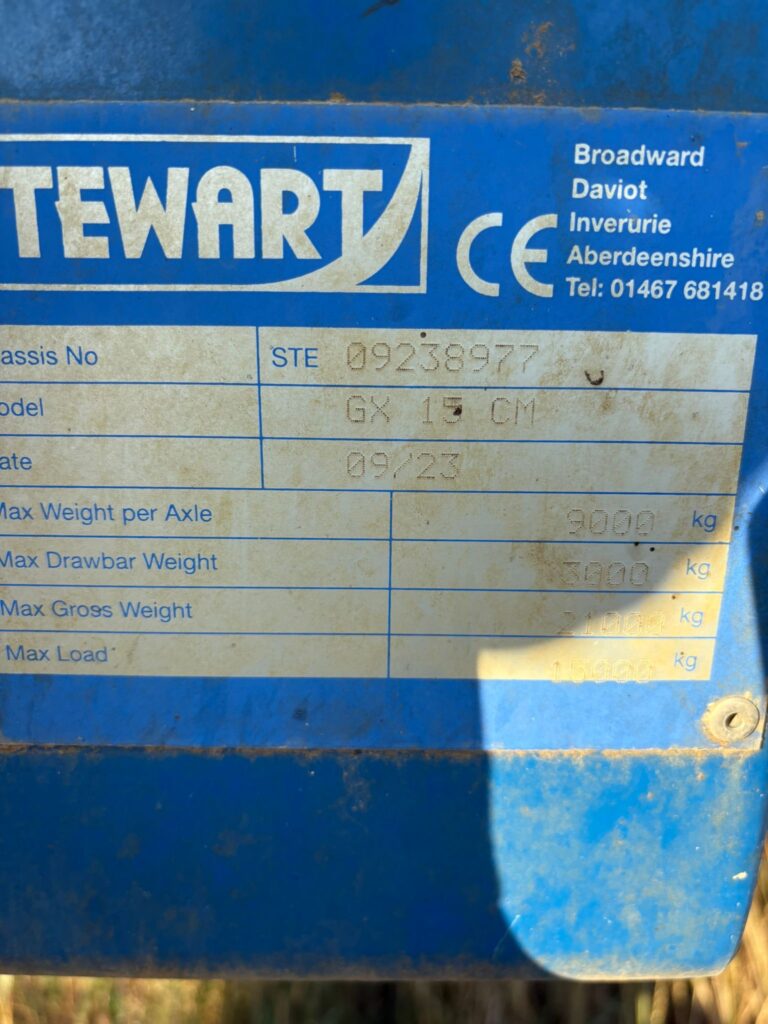 TEWART
CE
Broadward
Daviot
Inverurie
Aberdeenshire
Tel: 01467 681418
assis No STE 09238977
odel GX 15 CM
ate 09/23
Max Weight per Axle 9000 kg
Max Drawbar Weight 3000 kg
Max Gross Weight 21000 kg
Max Load kg